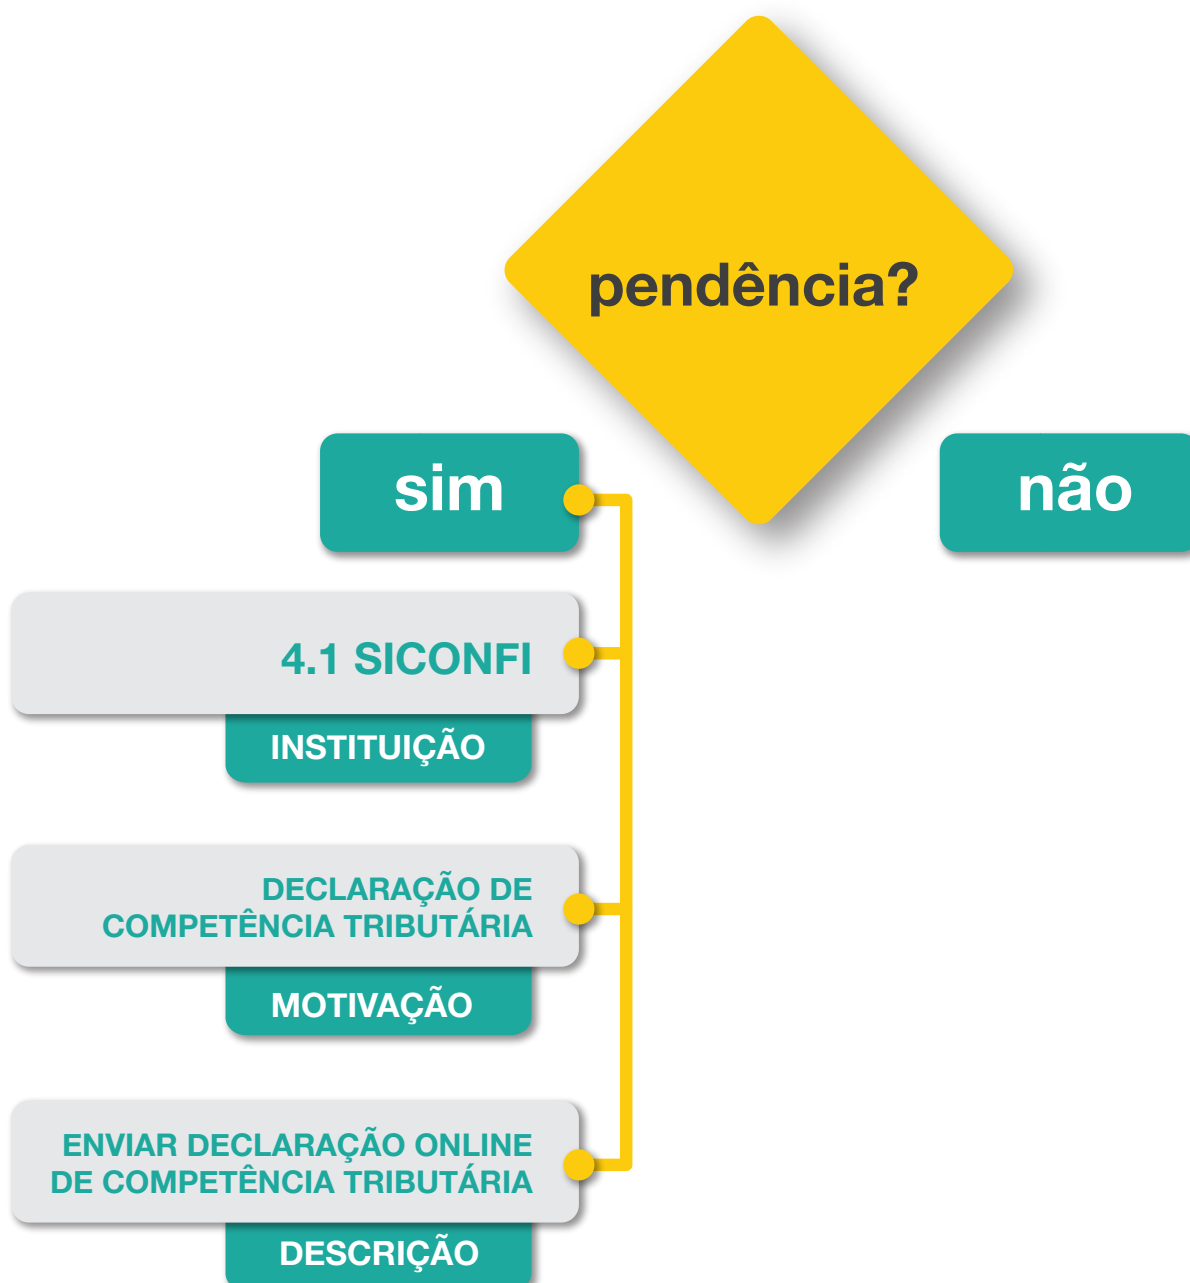 pendência?
sim
não
4.1 SICONFI
INSTITUIÇÃO
DECLARAÇÃO DE
COMPETÊNCIA TRIBUTÁRIA
MOTIVAÇÃO
ENVIAR DECLARAÇÃO ONLINE
DE COMPETÊNCIA TRIBUTÁRIA
DESCRIÇÃO